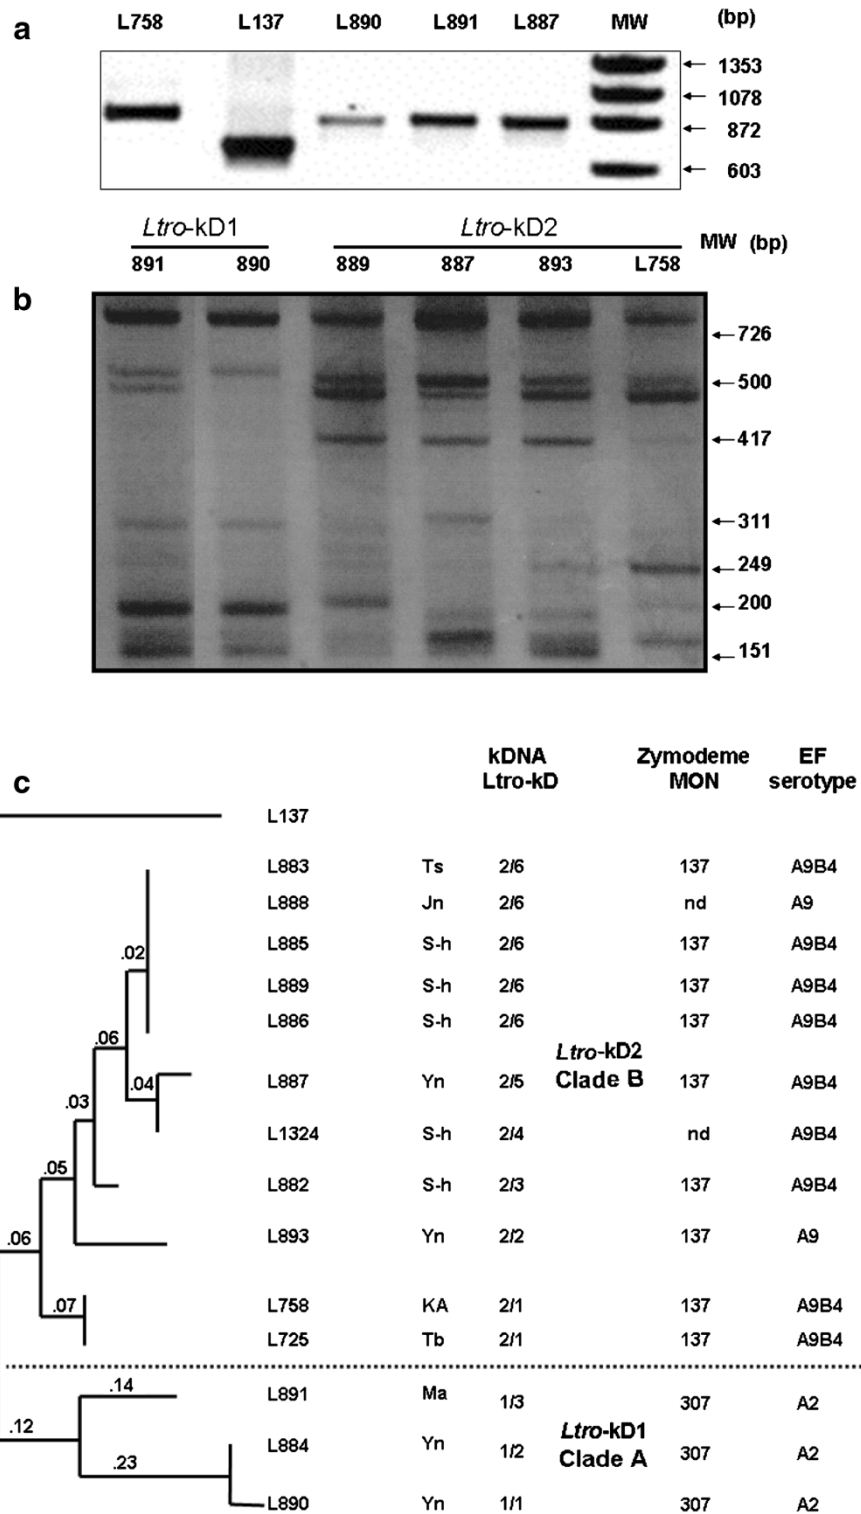 a
L758 L137 L890 L891 L887 MW (bp)
1353
1078
872
603
Ltro-kD1 Ltro-kD2
MW (bp)
891 890 889 887 893 L758
b
726
500
417
311
249
200
151
c
kDNA Zymodeme EF
Ltro-kD MON serotype
L137
L883 Ts 2/6 137 A9B4
L888 Jn 2/6 nd A9
L885 S-h 2/6 137 A9B4
.02
L889 S-h 2/6 137 A9B4
L886 S-h 2/6 137 A9B4
.06
Ltro-kD2
Clade B
.04 L887 Yn 2/5 137 A9B4
.03
L1324 S-h 2/4 nd A9B4
.05
L882 S-h 2/3 137 A9B4
.06
L893 Yn 2/2 137 A9
.07 L758 KA 2/1 137 A9B4
L725 Tb 2/1 137 A9B4
.14
L891 Ma 1/3 307 A2
.12
Ltro-kD1
Clade A
L884 Yn 1/2 307 A2
.23
L890 Yn 1/1 307 A2